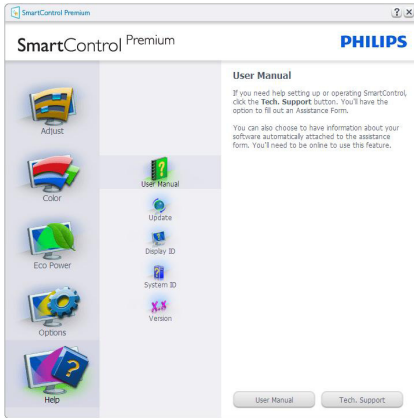 SmartControl Premium
SmartControl Premium
PHILIPS
Adjust
Color
Eco Power
Options
Help
User Manual
Update
Display ID
System ID
Version
User Manual
If you need help setting up or operating SmartControl,
click the Tech. Support button. You'll have the
option to fill out an Assistance Form.
You can also choose to have information about your
software automatically attached to the assistance
form. You'll need to be online to use this feature.
User Manual
Tech. Support